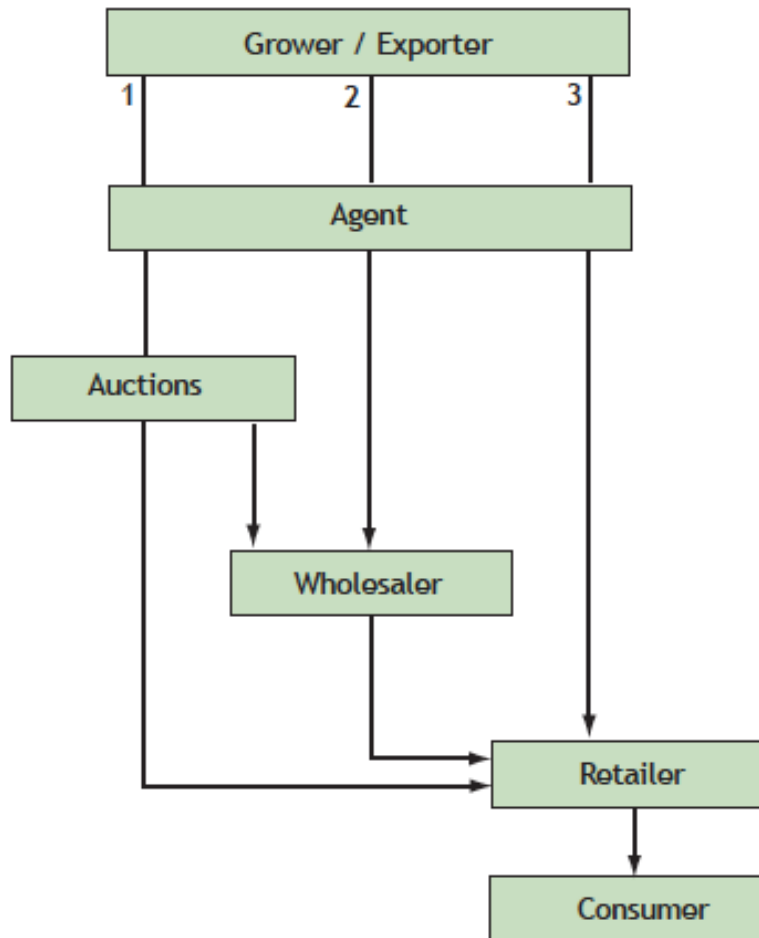 Grower / Exporter
1
2
3
Agent
Auctions
Wholesaler
Retailer
Consumer